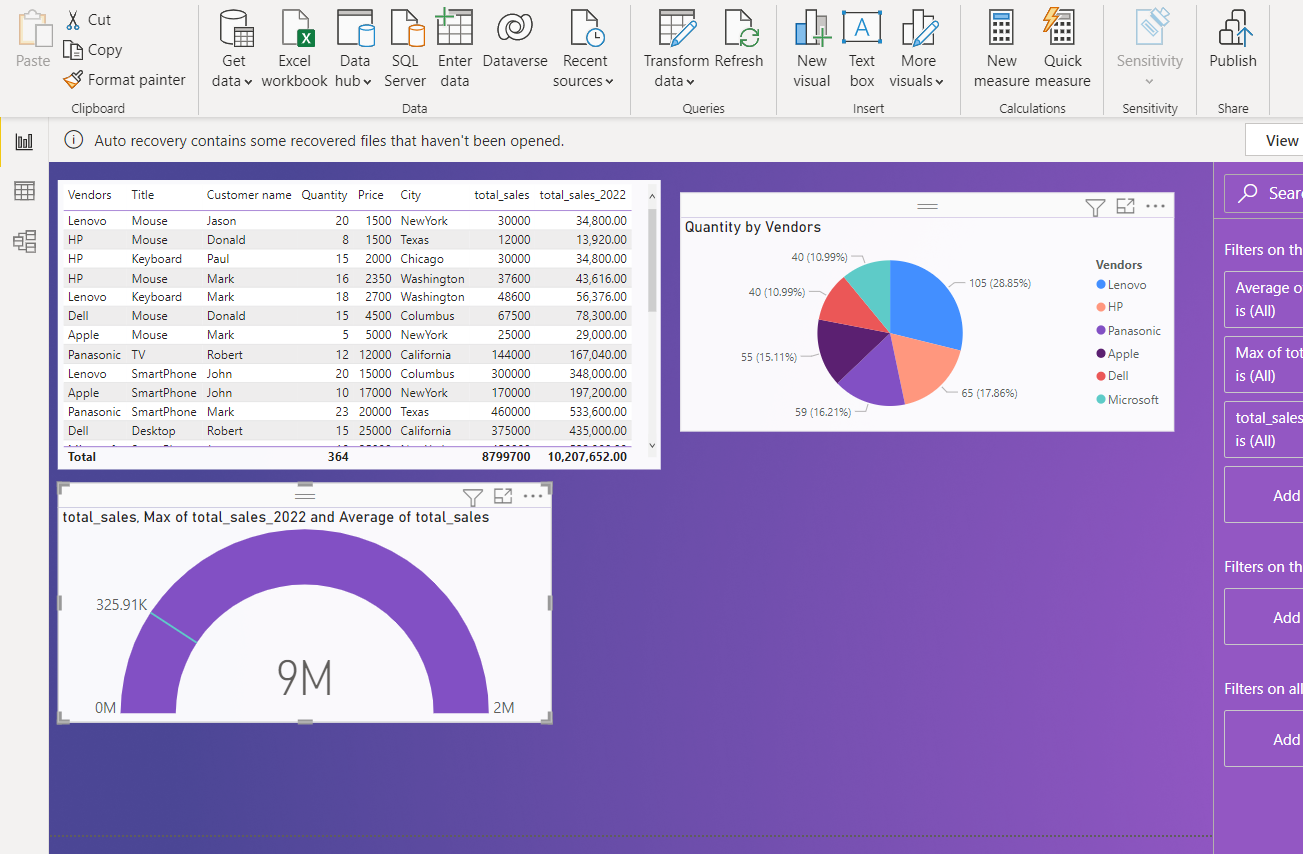 Paste
Cut
Copy
Format painter
Clipboard
Get data
Excel workbook
Data hub
SQL Server
Enter data
Dataverse
Recent sources
Data
Transform data
Refresh
Queries
New visual
Text box
More visuals
Insert
New measure
Quick measure
Calculations
Sensitivity
Sensitivity
Publish
Share
Auto recovery contains some recovered files that haven't been opened.
View
Vendors Title Customer name Quantity Price City total_sales total_sales_2022
Lenovo Mouse Jason 20 1500 NewYork 30000 34,800.00
HP Mouse Donald 8 1500 Texas 12000 13,920.00
HP Keyboard Paul 15 2000 Chicago 30000 34,800.00
HP Mouse Mark 16 2350 Washington 37600 43,616.00
Lenovo Keyboard Mark 18 2700 Washington 48600 56,376.00
Dell Mouse Donald 15 4500 Columbus 67500 78,300.00
Apple Mouse Mark 5 5000 NewYork 25000 29,000.00
Panasonic TV Robert 12 12000 California 144000 167,040.00
Lenovo SmartPhone John 20 15000 Columbus 300000 348,000.00
Apple SmartPhone John 10 17000 NewYork 170000 197,200.00
Panasonic SmartPhone Mark 23 20000 Texas 460000 533,600.00
Dell Desktop Robert 15 25000 California 375000 435,000.00
Total 364 8799700 10,207,652.00
Quantity by Vendors
105 (28.85%)
65 (17.86%)
59 (16.21%)
55 (15.11%)
40 (10.99%)
40 (10.99%)
Vendors
Lenovo
HP
Panasonic
Apple
Dell
Microsoft
total_sales, Max of total_sales_2022 and Average of total_sales
325.91K
9M
0M
2M
Sear
Filters on th
Average o
is (All)
Max of tot
is (All)
total_sales
is (All)
Add
Filters on th
Add
Filters on all
Add